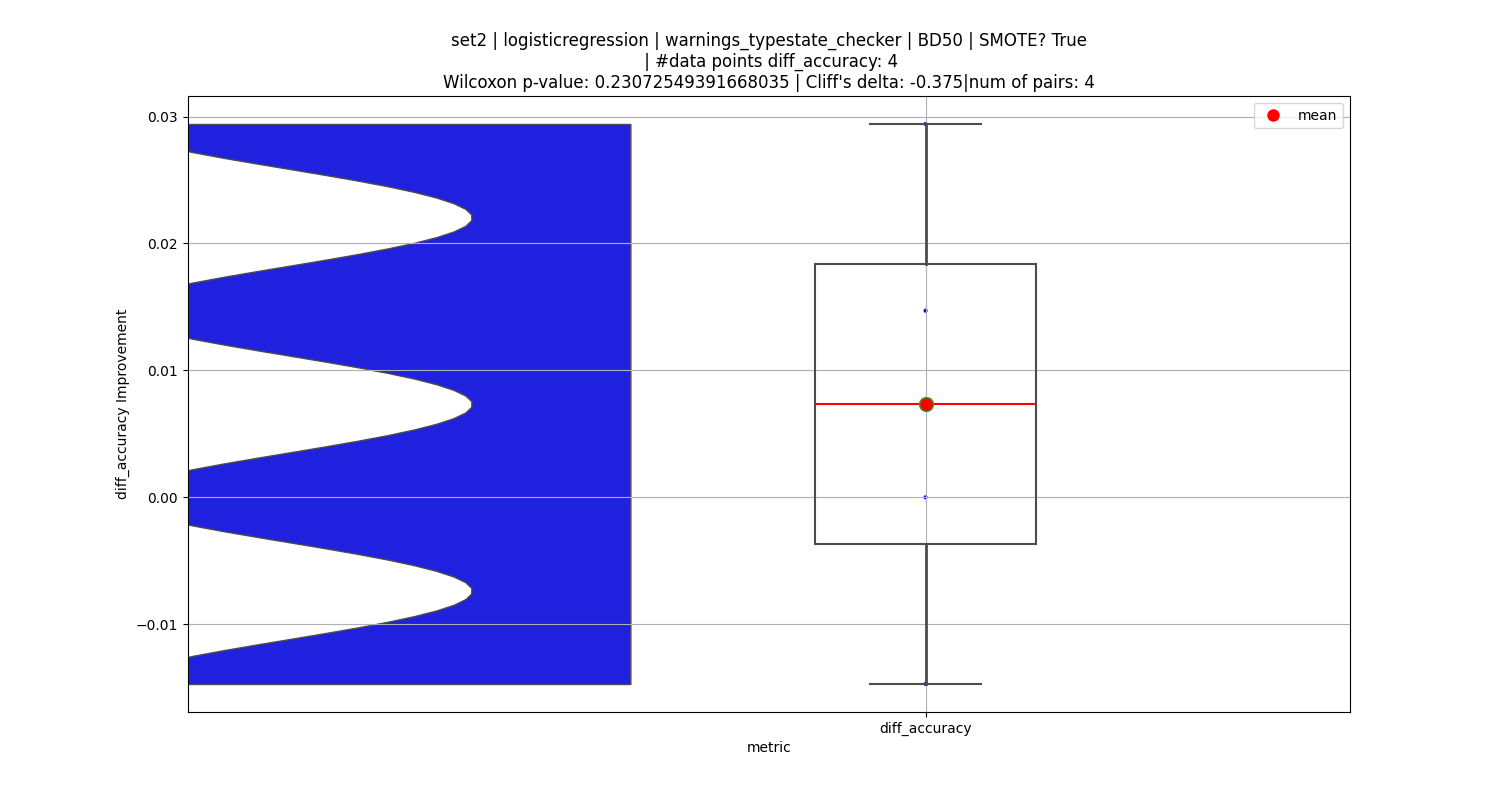 set2 | logisticregression | warnings_typestate_checker | BD50 | SMOTE? True
| #data points diff_accuracy: 4
Wilcoxon p-value: 0.23072549391668035 | Cliff's delta: -0.375|num of pairs: 4
mean
0.03
0.02
0.01
0.00
−0.01
diff_accuracy Improvement
diff_accuracy
metric